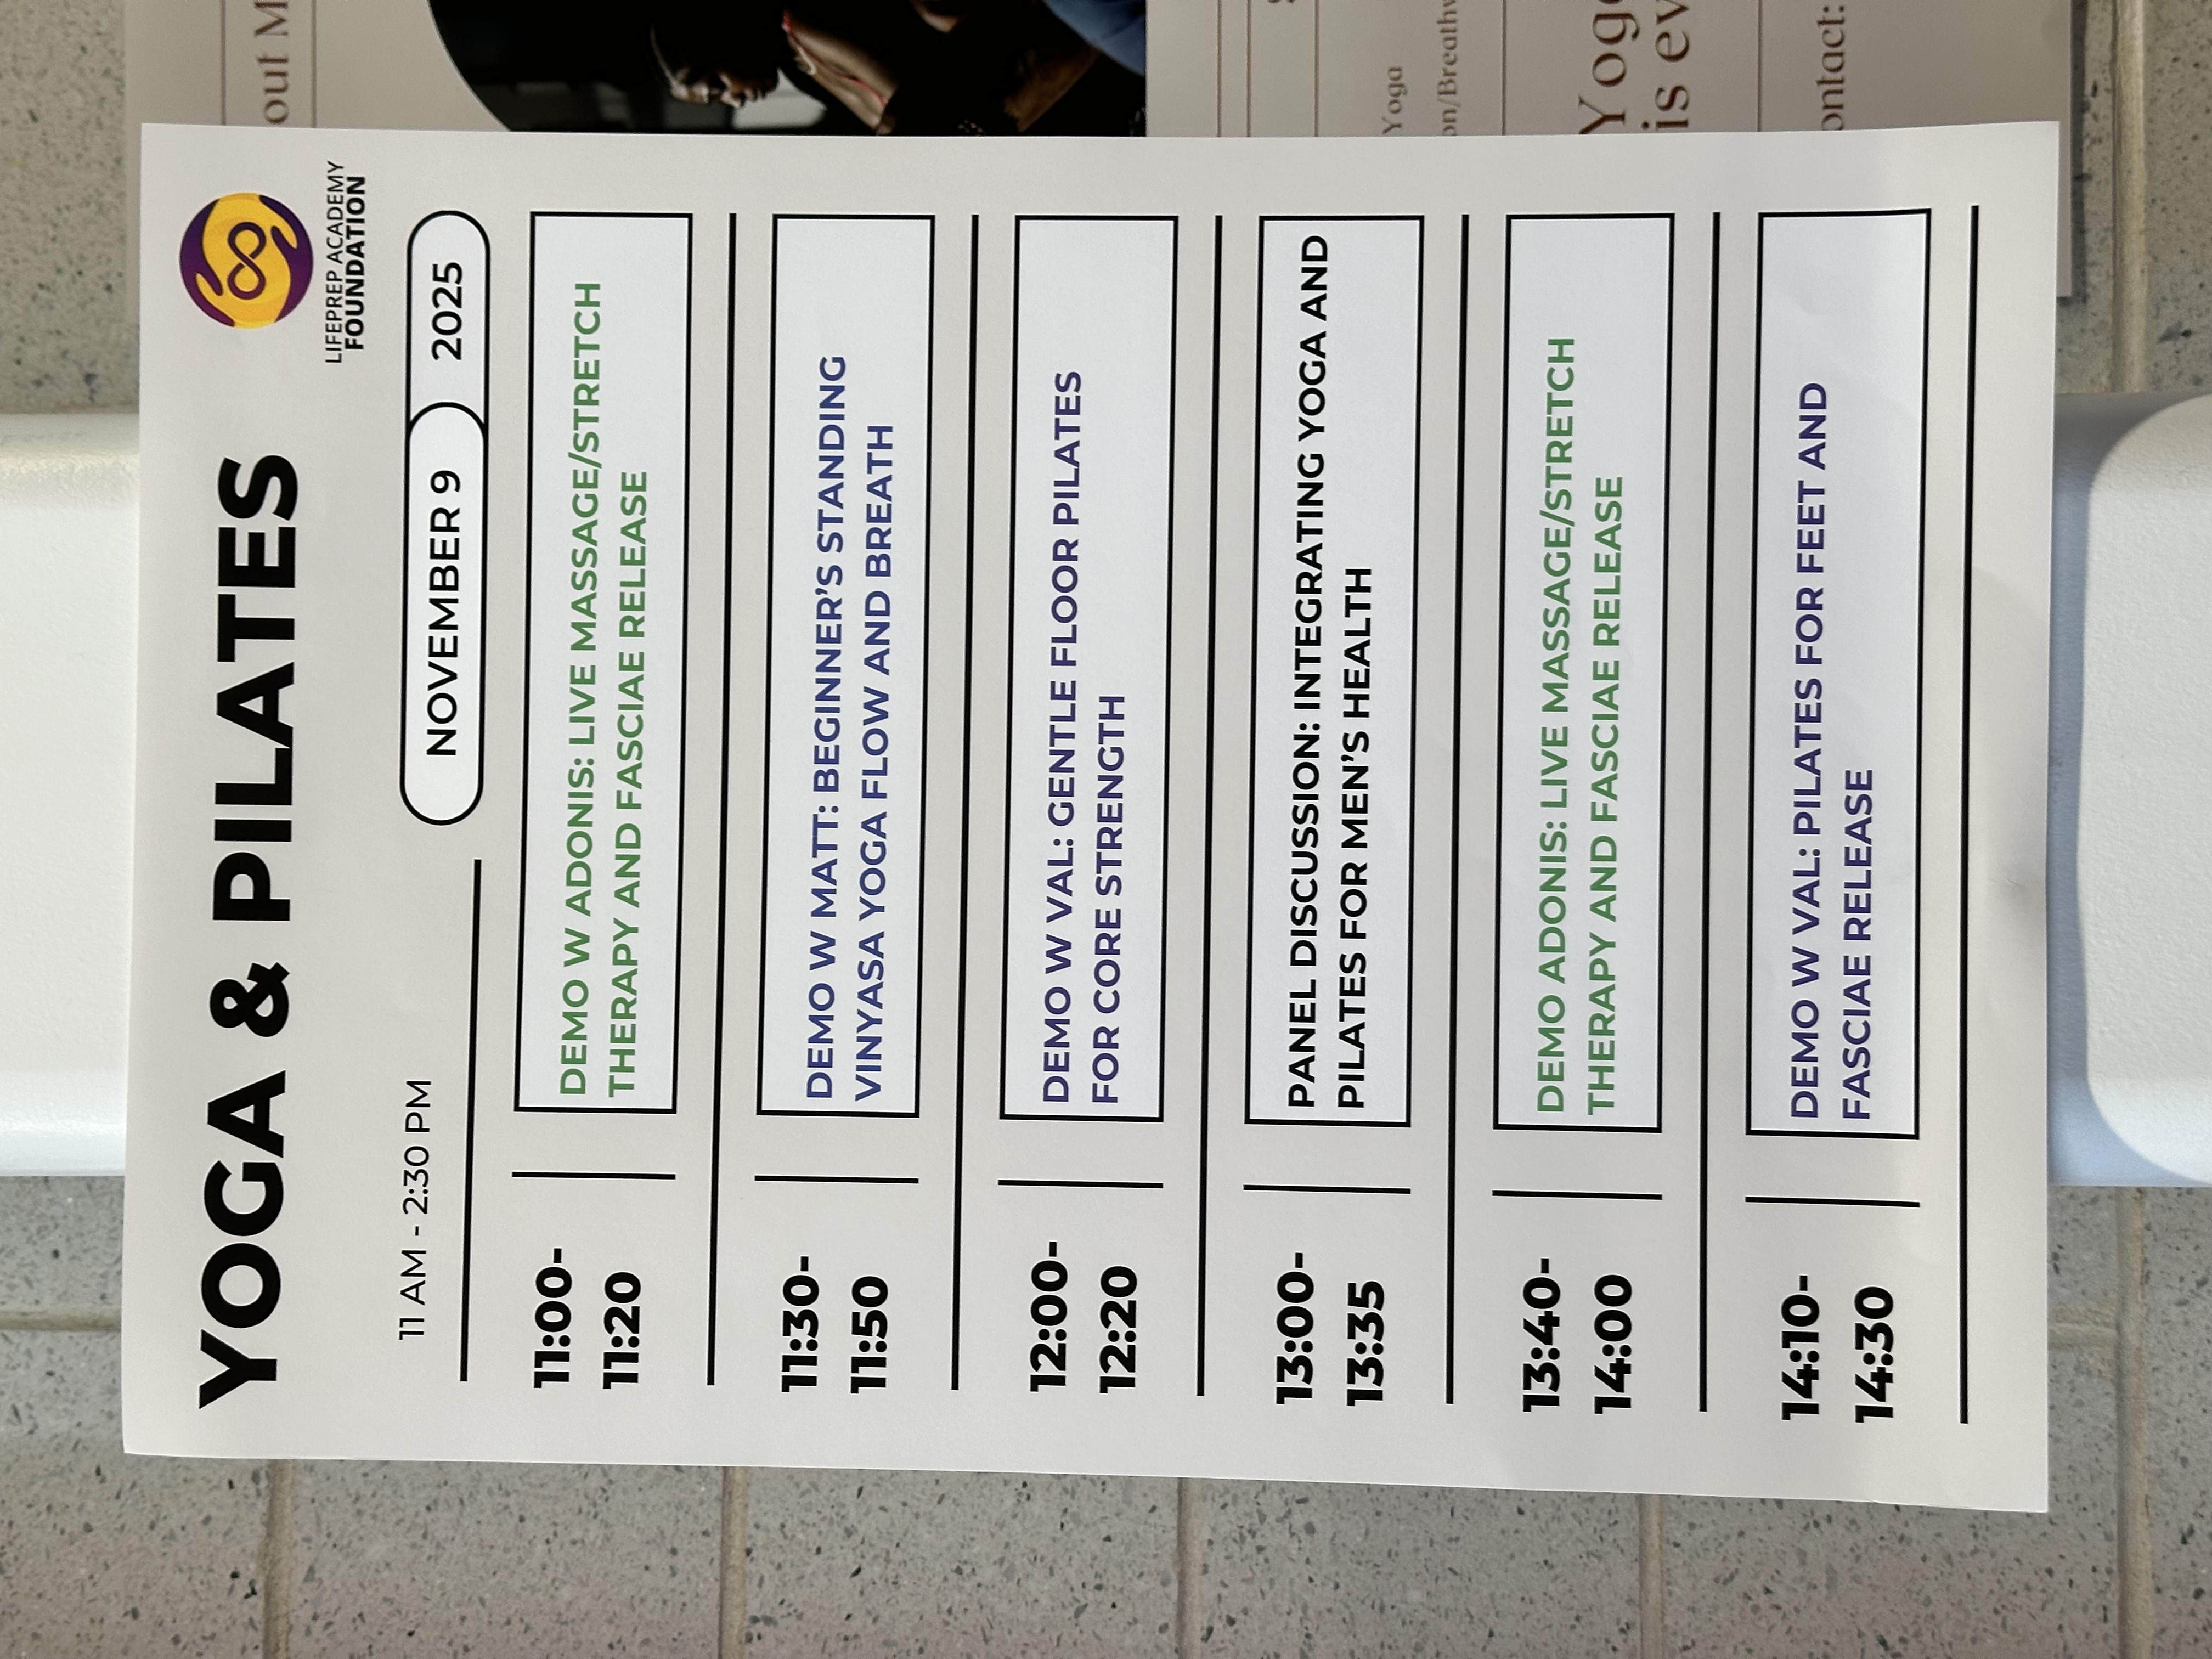 YOGA & PILATES
LIFEPREP ACADEMY
FOUNDATION
11 AM - 2:30 PM
NOVEMBER 9
2025
11:00-
11:20
DEMO W ADONIS: LIVE MASSAGE/STRETCH
THERAPY AND FASCIAE RELEASE
11:30-
11:50
DEMO W MATT: BEGINNER'S STANDING
VINYASA YOGA FLOW AND BREATH
12:00-
12:20
DEMO W VAL: GENTLE FLOOR PILATES
FOR CORE STRENGTH
13:00-
13:35
PANEL DISCUSSION: INTEGRATING YOGA AND
PILATES FOR MEN'S HEALTH
13:40-
14:00
DEMO ADONIS: LIVE MASSAGE/STRETCH
THERAPY AND FASCIAE RELEASE
14:10-
14:30
DEMO W VAL: PILATES FOR FEET AND
FASCIAE RELEASE
out M
Yoga
on/Breath
Yog
is ev
ontact: